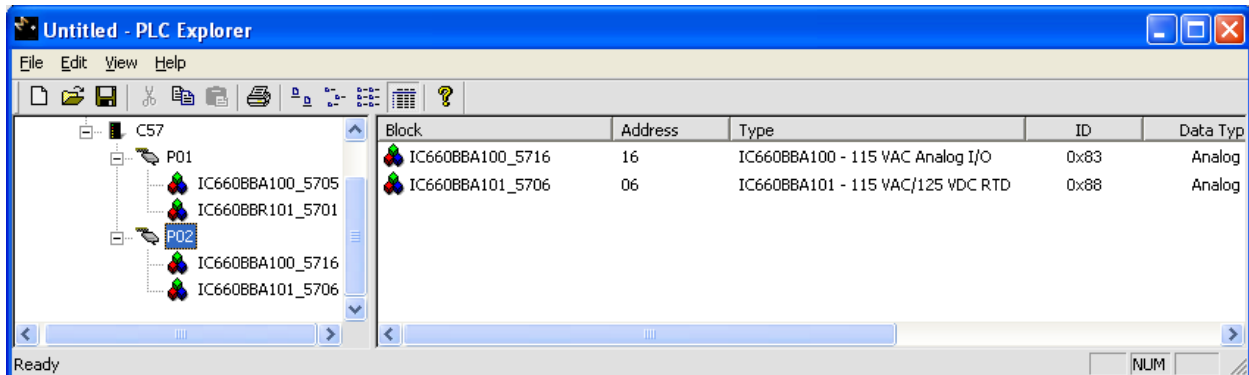 Untitled - PLC Explorer
File Edit View Help
C57
P01
IC660BBA100_5705
IC660BBR101_5701
P02
IC660BBA100_5716
IC660BBA101_5706
Block Address Type ID Data Typ
IC660BBA100_5716 16 IC660BBA100 - 115 VAC Analog I/O 0x83 Analog
IC660BBA101_5706 06 IC660BBA101 - 115 VAC/125 VDC RTD 0x88 Analog
Ready NUM